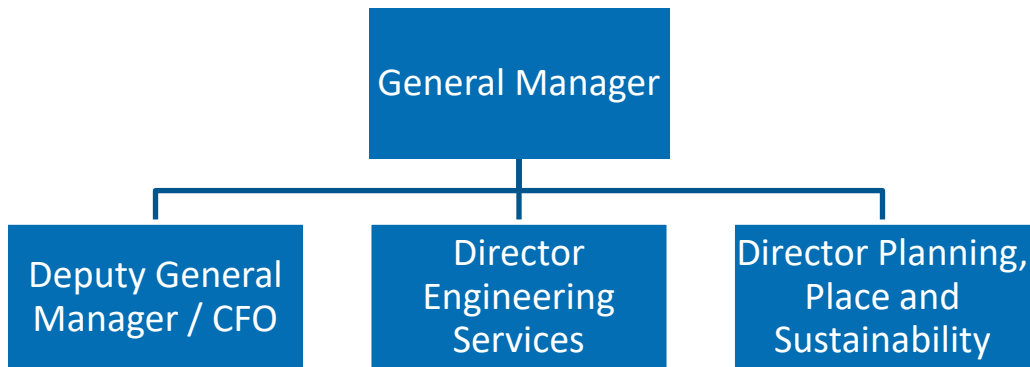 General Manager
Deputy General
Manager / CFO
Director
Engineering
Services
Director Planning,
Place and
Sustainability